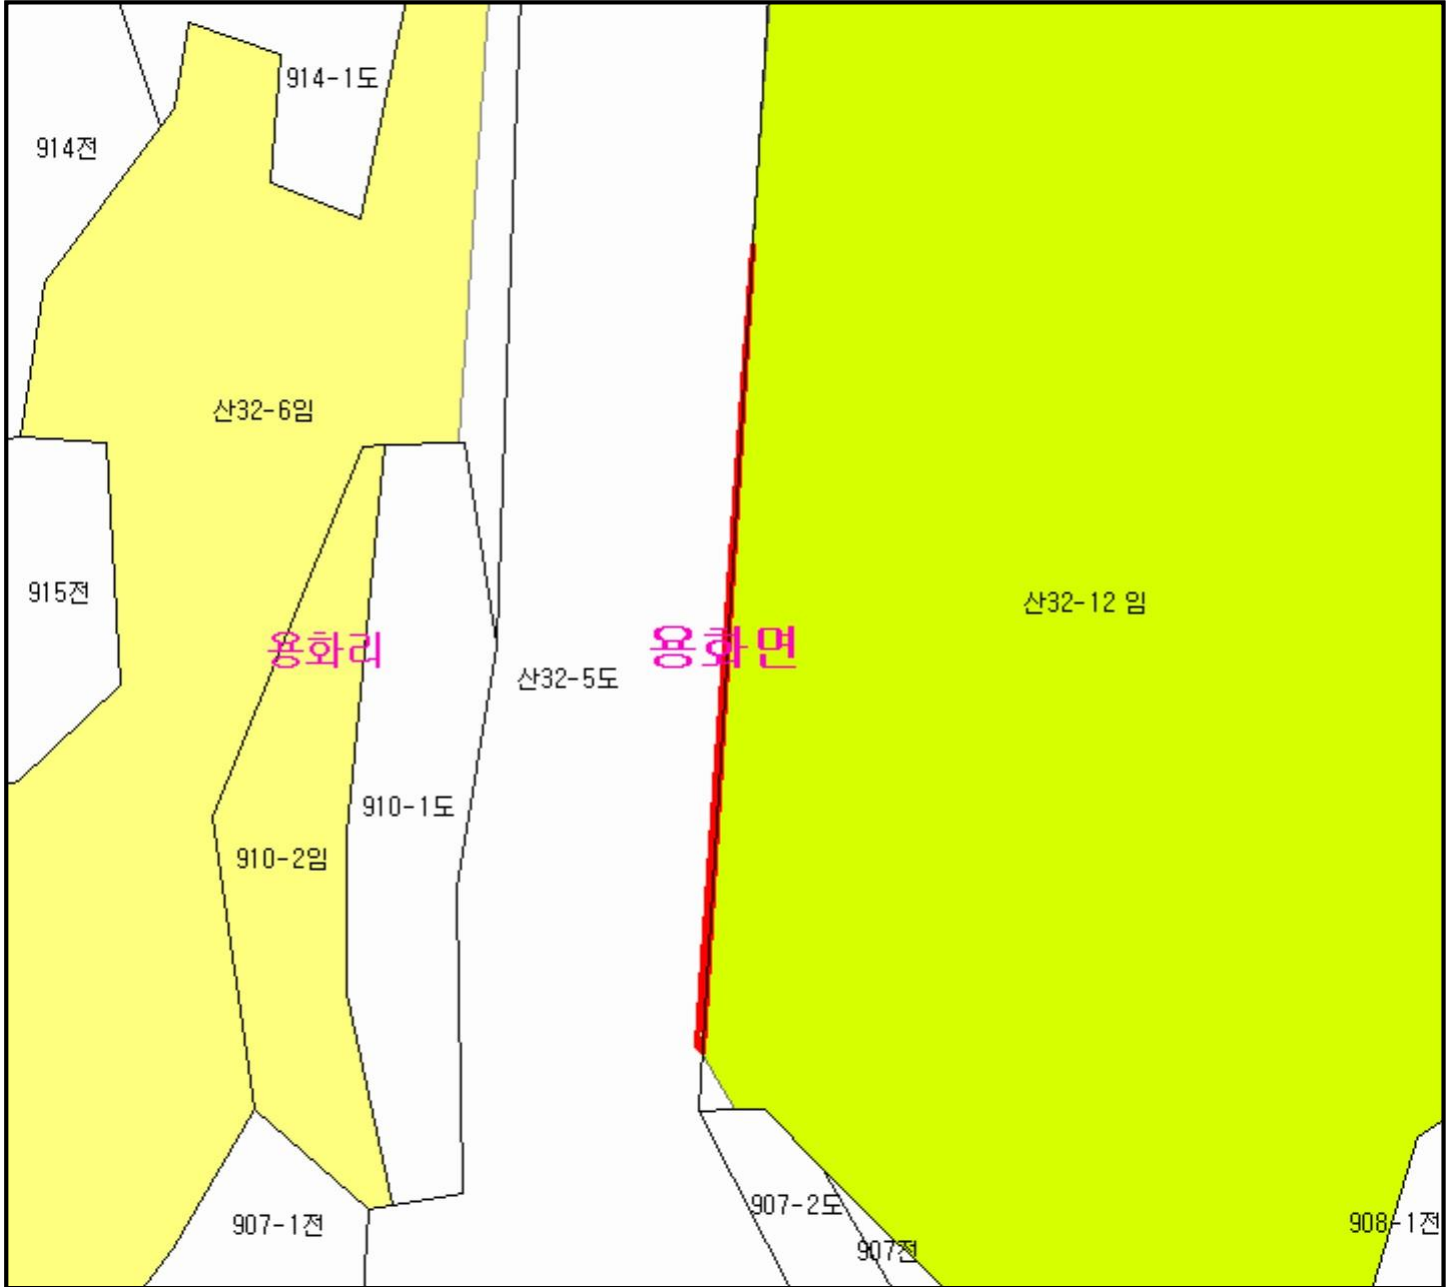 914-1도
914전
산32-6임
915전
산32-12 임
용화리
용화면
산32-5도
910-1도
910-2임
907-1전
907-2도
908-1전
907전